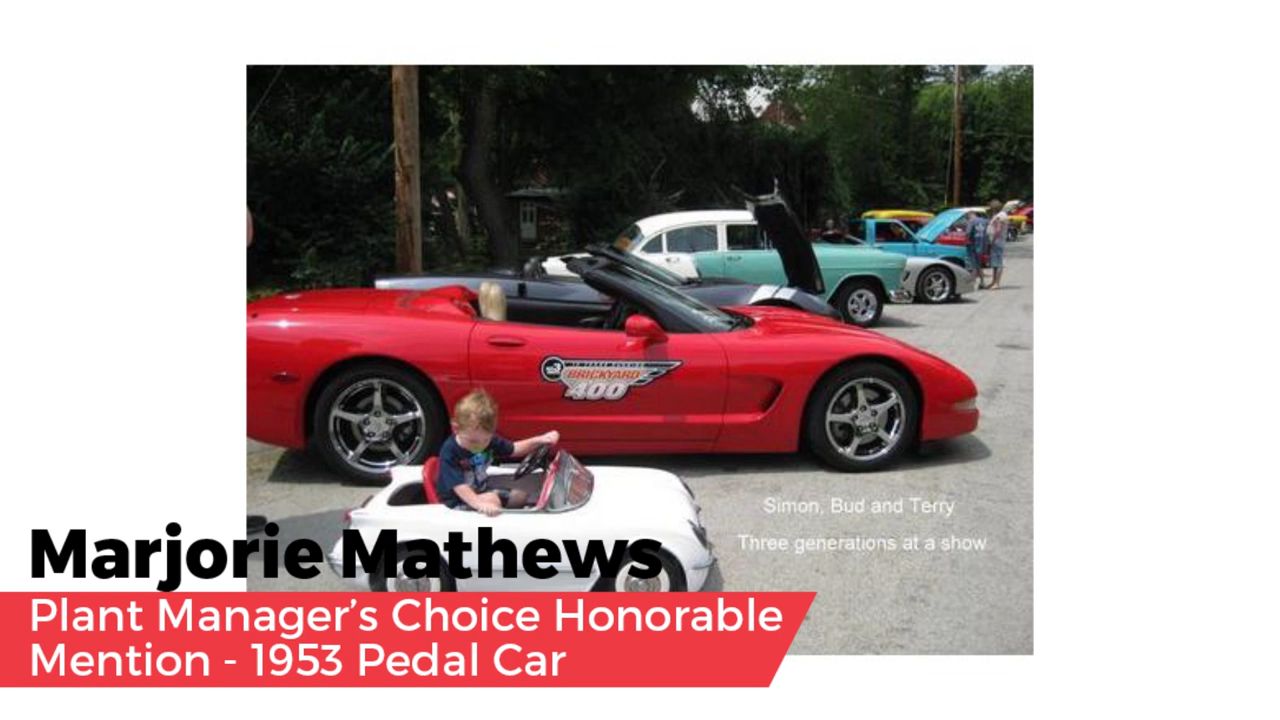 BRICKYARD
400
Simon, Bud and Terry
Three generations at a show
Marjorie Mathews
Plant Manager’s Choice Honorable
Mention - 1953 Pedal Car